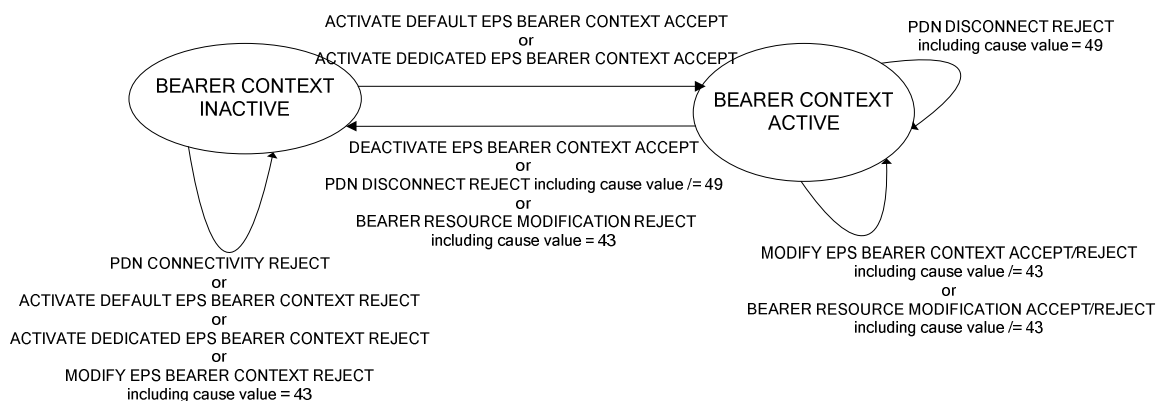 ACTIVATE DEFAULT EPS BEARER CONTEXT ACCEPT
or
ACTIVATE DEDICATED EPS BEARER CONTEXT ACCEPT
PDN DISCONNECT REJECT
including cause value = 49
BEARER CONTEXT
INACTIVE
BEARER CONTEXT
ACTIVE
DEACTIVATE EPS BEARER CONTEXT ACCEPT
or
PDN DISCONNECT REJECT including cause value /= 49
or
BEARER RESOURCE MODIFICATION REJECT
including cause value = 43
PDN CONNECTIVITY REJECT
or
ACTIVATE DEFAULT EPS BEARER CONTEXT REJECT
or
ACTIVATE DEDICATED EPS BEARER CONTEXT REJECT
or
MODIFY EPS BEARER CONTEXT REJECT
including cause value = 43
MODIFY EPS BEARER CONTEXT ACCEPT/REJECT
including cause value /= 43
or
BEARER RESOURCE MODIFICATION ACCEPT/REJECT
including cause value /= 43